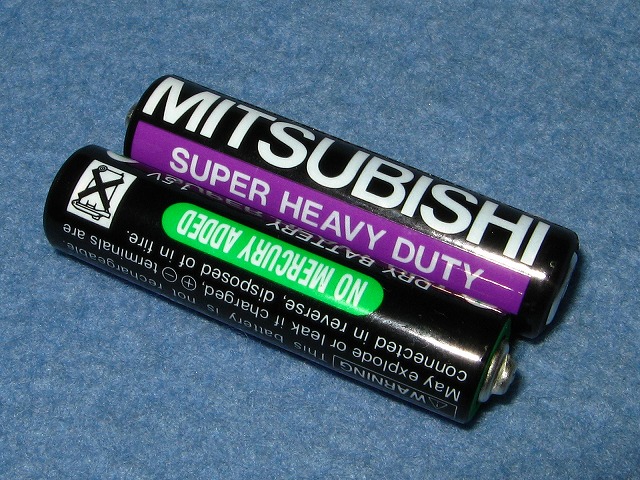 MITSUBISHI
SUPER HEAVY DUTY
DRY BATTERY
NO MERCURY ADDED
⚠WARNING This battery is not rechargeable.
May explode or leak if charged, ⊕ ⊖ terminals are
connected in reverse, disposed of in fire.